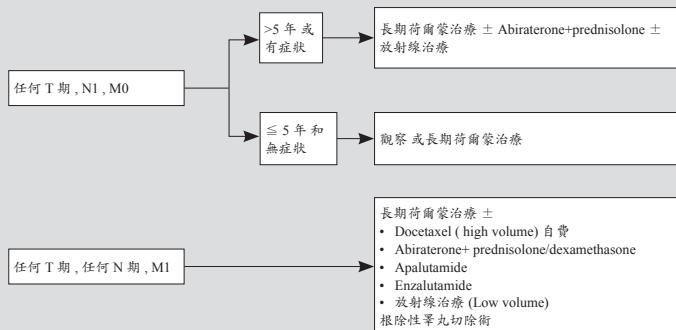 >5 年 或
有症狀
長期荷爾蒙治療 ± Abiraterone+prednisolone ±
放射線治療
任何 T 期 , N1 , M0
≦ 5 年 和
無症狀
觀察 或長期荷爾蒙治療
任何 T 期 , 任何 N 期 , M1
長期荷爾蒙治療 ±
• Docetaxel ( high volume) 自費
• Abiraterone+ prednisolone/dexamethasone
• Apalutamide
• Enzalutamide
• 放射線治療 (Low volume)
根除性睪丸切除術